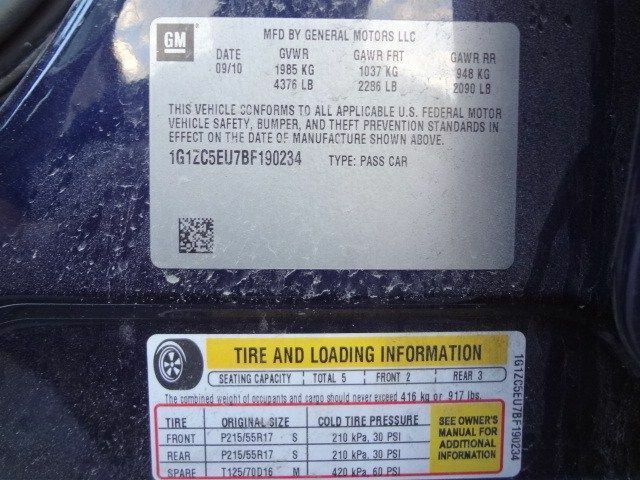 GM
MFD BY GENERAL MOTORS LLC
DATE GVWR GAWR FRT GAWR RR
09/10 1985 KG 1037 KG 948 KG
4376 LB 2286 LB 2090 LB
THIS VEHICLE CONFORMS TO ALL APPLICABLE U.S. FEDERAL MOTOR
VEHICLE SAFETY, BUMPER, AND THEFT PREVENTION STANDARDS IN
EFFECT ON THE DATE OF MANUFACTURE SHOWN ABOVE.
1G1ZC5EU7BF190234 TYPE: PASS CAR
TIRE AND LOADING INFORMATION
SEATING CAPACITY TOTAL 5 FRONT 2 REAR 3
The combined weight of occupants and cargo should never exceed 416 kg or 917 lbs.
TIRE ORIGINAL SIZE COLD TIRE PRESSURE
FRONT P215/55R17 S 210 kPa, 30 PSI
REAR P215/55R17 S 210 kPa, 30 PSI
SPARE T125/70D16 M 420 kPa, 60 PSI
SEE OWNER'S
MANUAL FOR
ADDITIONAL
INFORMATION
1G1ZC5EU7BF190234